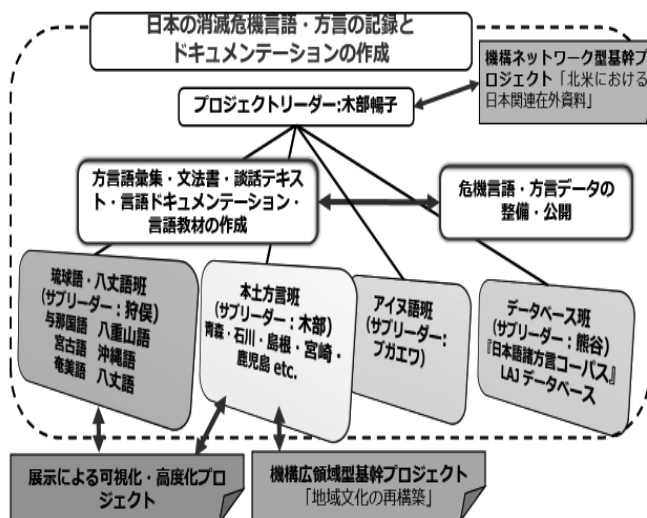 日本の消滅危機言語・方言の記録と
ドキュメンテーションの作成
機構ネットワーク型基幹プ
ロジェクト「北米における
日本関連在外資料」
プロジェクトリーダー:木部暢子
方言語彙集・文法書・談話テキス
ト・言語ドキュメンテーション・
言語教材の作成
危機言語・方言データの
整備・公開
琉球語・八丈語班
(サブリーダー：狩俣)
与那国語 八重山語
宮古語 沖縄語
奄美語 八丈語
本土方言班
(サブリーダー：木部)
青森・石川・島根・宮崎・
鹿児島 etc.
アイヌ語班
(サブリーダー:
ブガエワ)
データベース班
(サブリーダー：熊谷)
『日本語諸方言コーパス』
LAJ データベース
展示による可視化・高度化プロ
ジェクト
機構広領域型基幹プロジェクト
「地域文化の再構築」